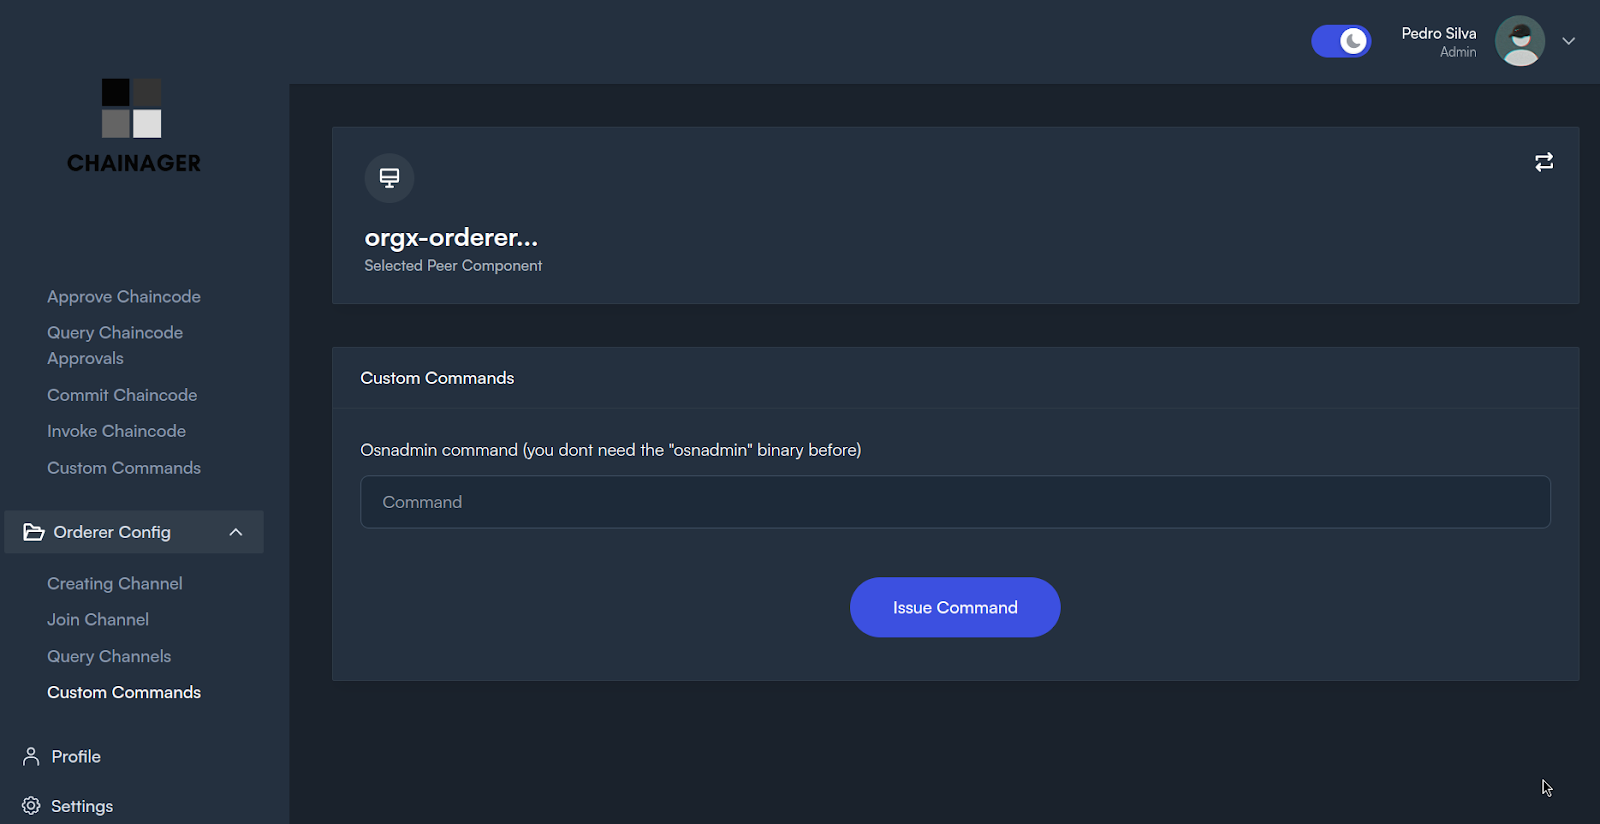 Pedro Silva
Admin
CHAINAGER
Approve Chaincode
Query Chaincode
Approvals
Commit Chaincode
Invoke Chaincode
Custom Commands
Orderer Config
Creating Channel
Join Channel
Query Channels
Custom Commands
Profile
Settings
orgx-orderer...
Selected Peer Component
Custom Commands
Osnadmin command (you dont need the "osnadmin" binary before)
Command
Issue Command